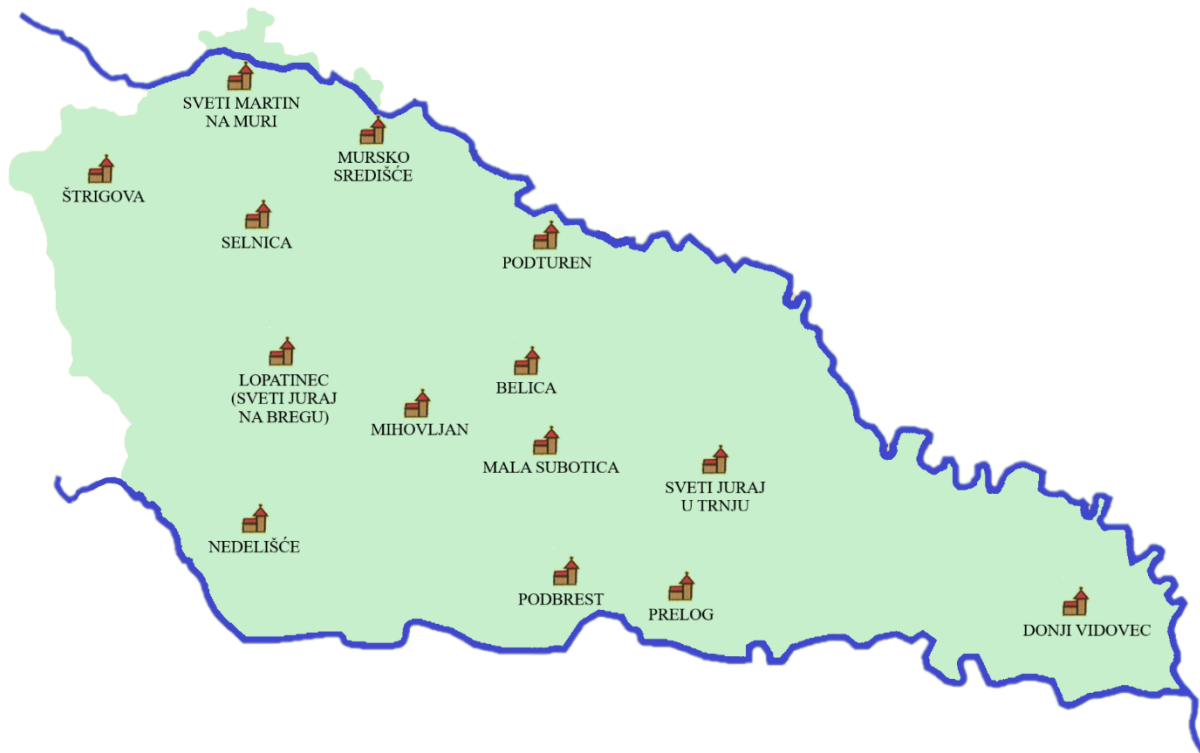 SVETI MARTIN
NA MURI
MURSKO
SREDIŠĆE
ŠTRIGOVA
SELNICA
PODTUREN
LOPATINEC
(SVETI JURAJ
NA BREGU)
BELICA
MIHOVLJAN
MALA SUBOTICA
SVETI JURAJ
U TRNJU
NEDELIŠĆE
PODBREST
PRELOG
DONJI VIDOVEC